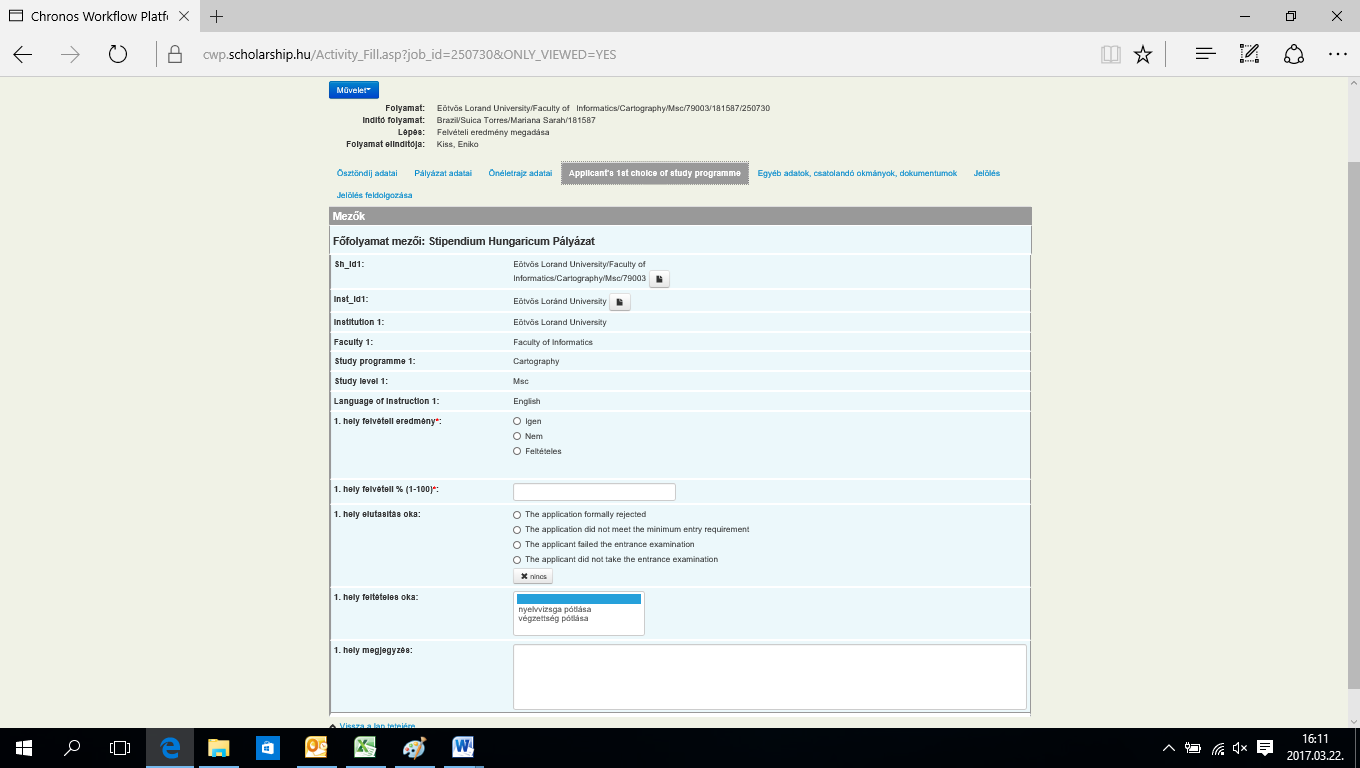 Chronos Workflow Platf
cwp.scholarship.hu/Activity_Fill.asp?job_id=250730&ONLY_VIEWED=YES
Művelet
Folyamat: Eötvös Lorand University/Faculty of Informatics/Cartography/Msc/79003/181587/250730
Indító folyamat: Brazil/Suica Torres/Mariana Sarah/181587
Lépés: Felvételi eredmény megadása
Folyamat elindítója: Kiss, Eniko
Ösztöndíj adatai Pályázat adatai Önéletrajz adatai Applicant's 1st choice of study programme Egyéb adatok, csatolandó okmányok, dokumentumok Jelölés
Jelölés feldolgozása
Mezők
Főfolyamat mezői: Stipendium Hungaricum Pályázat
Sh_id1: Eötvös Lorand University/Faculty of
Informatics/Cartography/Msc/79003
Inst_id1: Eötvös Loránd University
Institution 1: Eötvös Lorand University
Faculty 1: Faculty of Informatics
Study programme 1: Cartography
Study level 1: Msc
Language of instruction 1: English
1. hely felvételi eredmény*: Igen
Nem
Feltételes
1. hely felvételi % (1-100)*:
1. hely elutasítás oka: The application formally rejected
The application did not meet the minimum entry requirement
The applicant failed the entrance examination
The applicant did not take the entrance examination
nincs
1. hely feltételes oka:
nyelvvizsga pótlása
végzettség pótlása
1. hely megjegyzés:
Vissza a lap tetejére
16:11
2017.03.22.